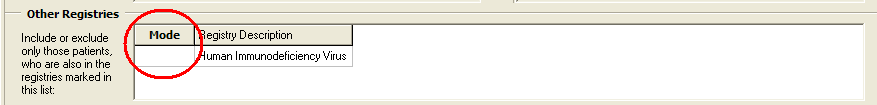 Other Registries
Include or exclude
only those patients,
who are also in the
registries marked in
this list:
Mode Registry Description
Human Immunodeficiency Virus